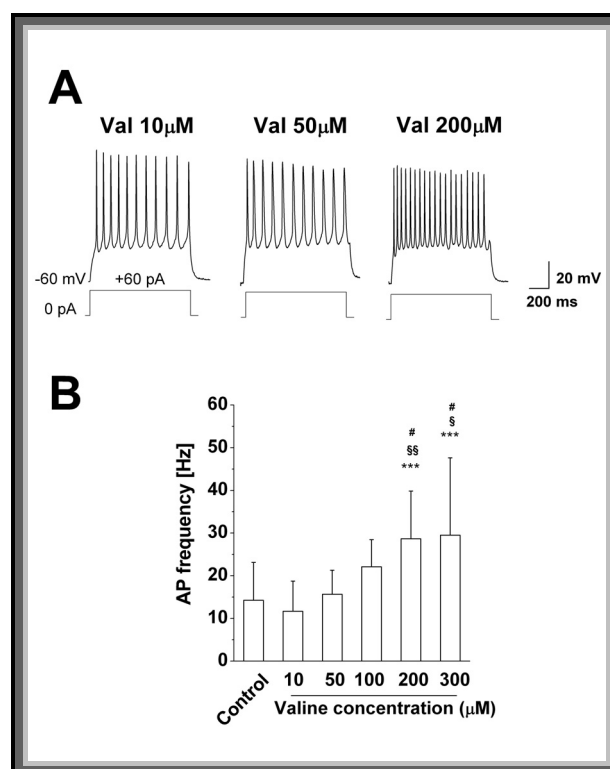 A
Val 10μM Val 50μM Val 200μM
-60 mV +60 pA
0 pA
20 mV
200 ms
B
AP frequency [Hz]
60
50
40
30
20
10
0
#
§§
***
#
§
***
Control 10 50 100 200 300
Valine concentration (μM)